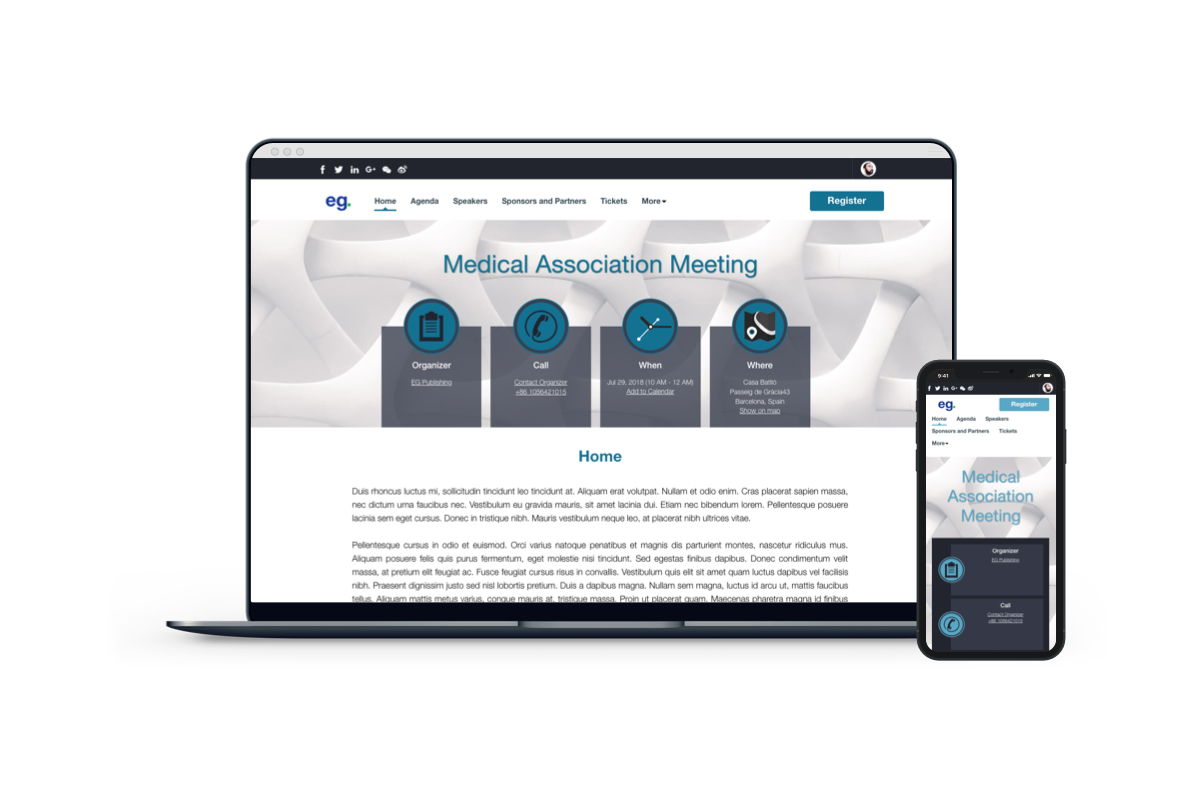 eg.
Home Agenda Speakers Sponsors and Partners Tickets More
Register
Medical Association Meeting
Organizer
EG Publishing
Call
Contact Organizer
+86 1056421015
When
Jul 29, 2018 (10 AM - 12 AM)
Add to Calendar
Where
Casa Batlló
Passeig de Gràcia43
Barcelona, Spain
Show on map
Home
Duis rhoncus luctus mi, sollicitudin tincidunt leo tincidunt at. Aliquam erat volutpat. Nullam et odio enim. Cras placerat sapien massa,
nec dictum urna faucibus nec. Vestibulum eu gravida mauris, sit amet lacinia dui. Etiam nec bibendum lorem. Pellentesque posuere
lacinia sem eget cursus. Donec in tristique nibh. Mauris vestibulum neque leo, at placerat nibh ultrices vitae.
Pellentesque cursus in odio et euismod. Orci varius natoque penatibus et magnis dis parturient montes, nascetur ridiculus mus.
Aliquam posuere felis quis purus fermentum, eget molestie nisi tincidunt. Sed egestas finibus dapibus. Donec condimentum velit
massa, at pretium elit feugiat ac. Fusce feugiat cursus risus in convallis. Vestibulum quis elit sit amet quam luctus dapibus vel facilisis
nibh. Praesent dignissim justo sed nisl lobortis pretium. Duis a dapibus magna. Nullam sem magna, luctus id arcu ut, mattis faucibus
tellus. Aliquam mattis metus varius, congue mauris at, tristique massa. Proin ut placerat quam. Maecenas pharetra magna id finibus
9:41
eg.
Register
Home Agenda Speakers
Sponsors and Partners Tickets
More
Medical
Association
Meeting
Organizer
EG Publishing
Call
Contact Organizer
+86 1056421015